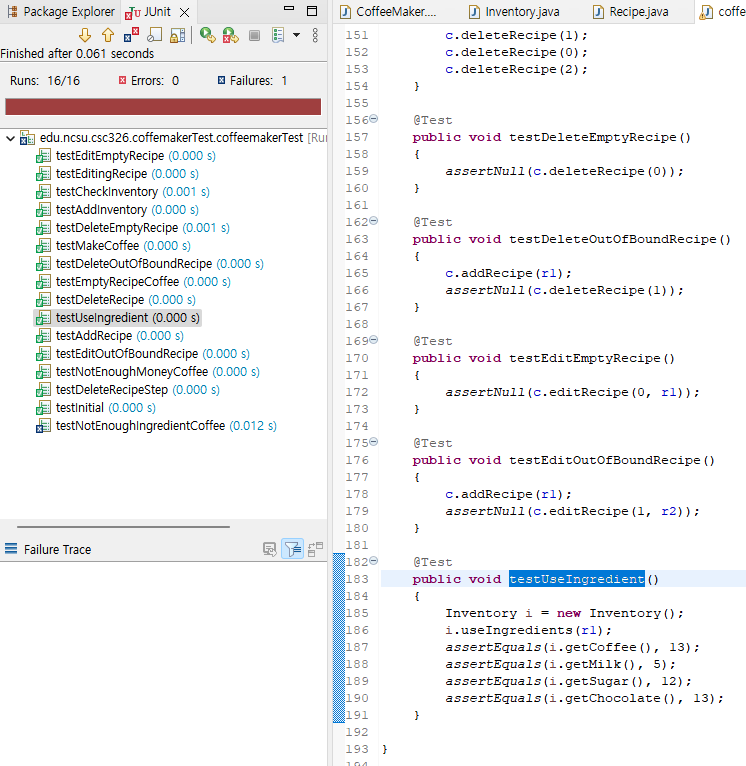 Package Explorer JUnit
Finished after 0.061 seconds
Runs: 16/16 Errors: 0 Failures: 1
edu.ncsu.csc326.coffemakerTest.coffeemakerTest [Ru
testEditEmptyRecipe (0.000 s)
testEditingRecipe (0.000 s)
testCheckInventory (0.001 s)
testAddInventory (0.000 s)
testDeleteEmptyRecipe (0.001 s)
testMakeCoffee (0.000 s)
testDeleteOutOfBoundRecipe (0.000 s)
testEmptyRecipeCoffee (0.000 s)
testDeleteRecipe (0.000 s)
testUseIngredient (0.000 s)
testAddRecipe (0.000 s)
testEditOutOfBoundRecipe (0.000 s)
testNotEnoughMoneyCoffee (0.000 s)
testDeleteRecipeStep (0.000 s)
testInitial (0.000 s)
testNotEnoughIngredientCoffee (0.012 s)
Failure Trace
CoffeeMaker.... Inventory.java Recipe.java coffe
151 c.deleteRecipe(1);
152 c.deleteRecipe(0);
153 c.deleteRecipe(2);
154 }
155
156 @Test
157 public void testDeleteEmptyRecipe()
158 {
159 assertNull(c.deleteRecipe(0));
160 }
161
162 @Test
163 public void testDeleteOutOfBoundRecipe()
164 {
165 c.addRecipe(r1);
166 assertNull(c.deleteRecipe(1));
167 }
168
169 @Test
170 public void testEditEmptyRecipe()
171 {
172 assertNull(c.editRecipe(0, r1));
173 }
174
175 @Test
176 public void testEditOutOfBoundRecipe()
177 {
178 c.addRecipe(r1);
179 assertNull(c.editRecipe(1, r2));
180 }
181
182 @Test
183 public void testUseIngredient()
184 {
185 Inventory i = new Inventory();
186 i.useIngredients(r1);
187 assertEquals(i.getCoffee(), 13);
188 assertEquals(i.getMilk(), 5);
189 assertEquals(i.getSugar(), 12);
190 assertEquals(i.getChocolate(), 13);
191 }
192
193 }
194